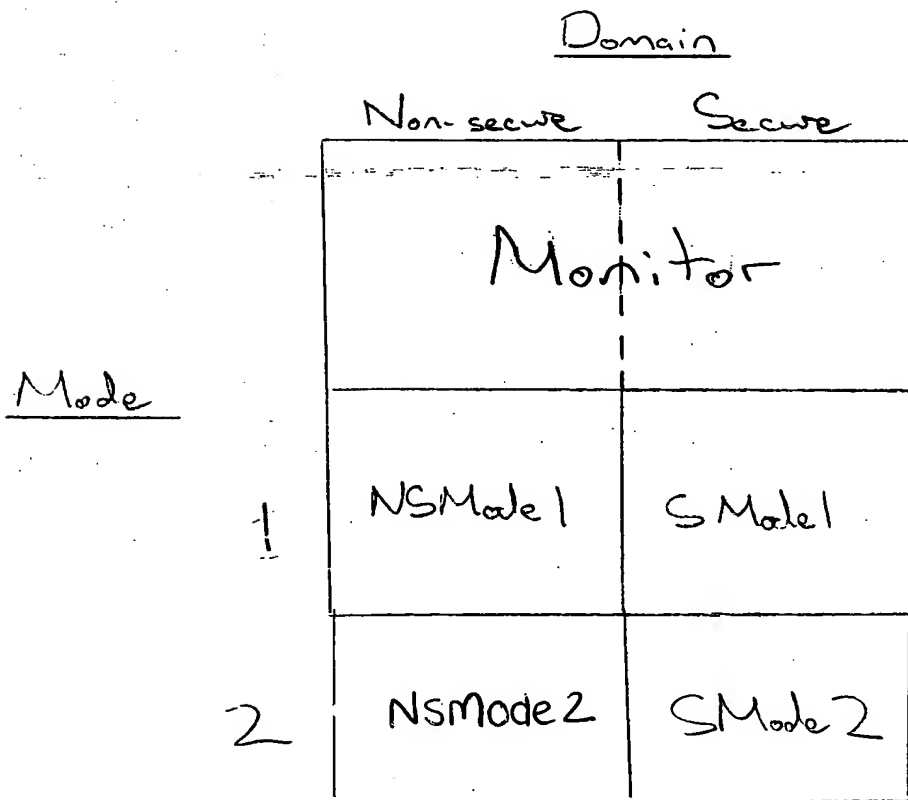 Domain
Non-secure Secure
Monitor
Mode
1 NSMode1 SMode1
2 NSMode2 SMode2